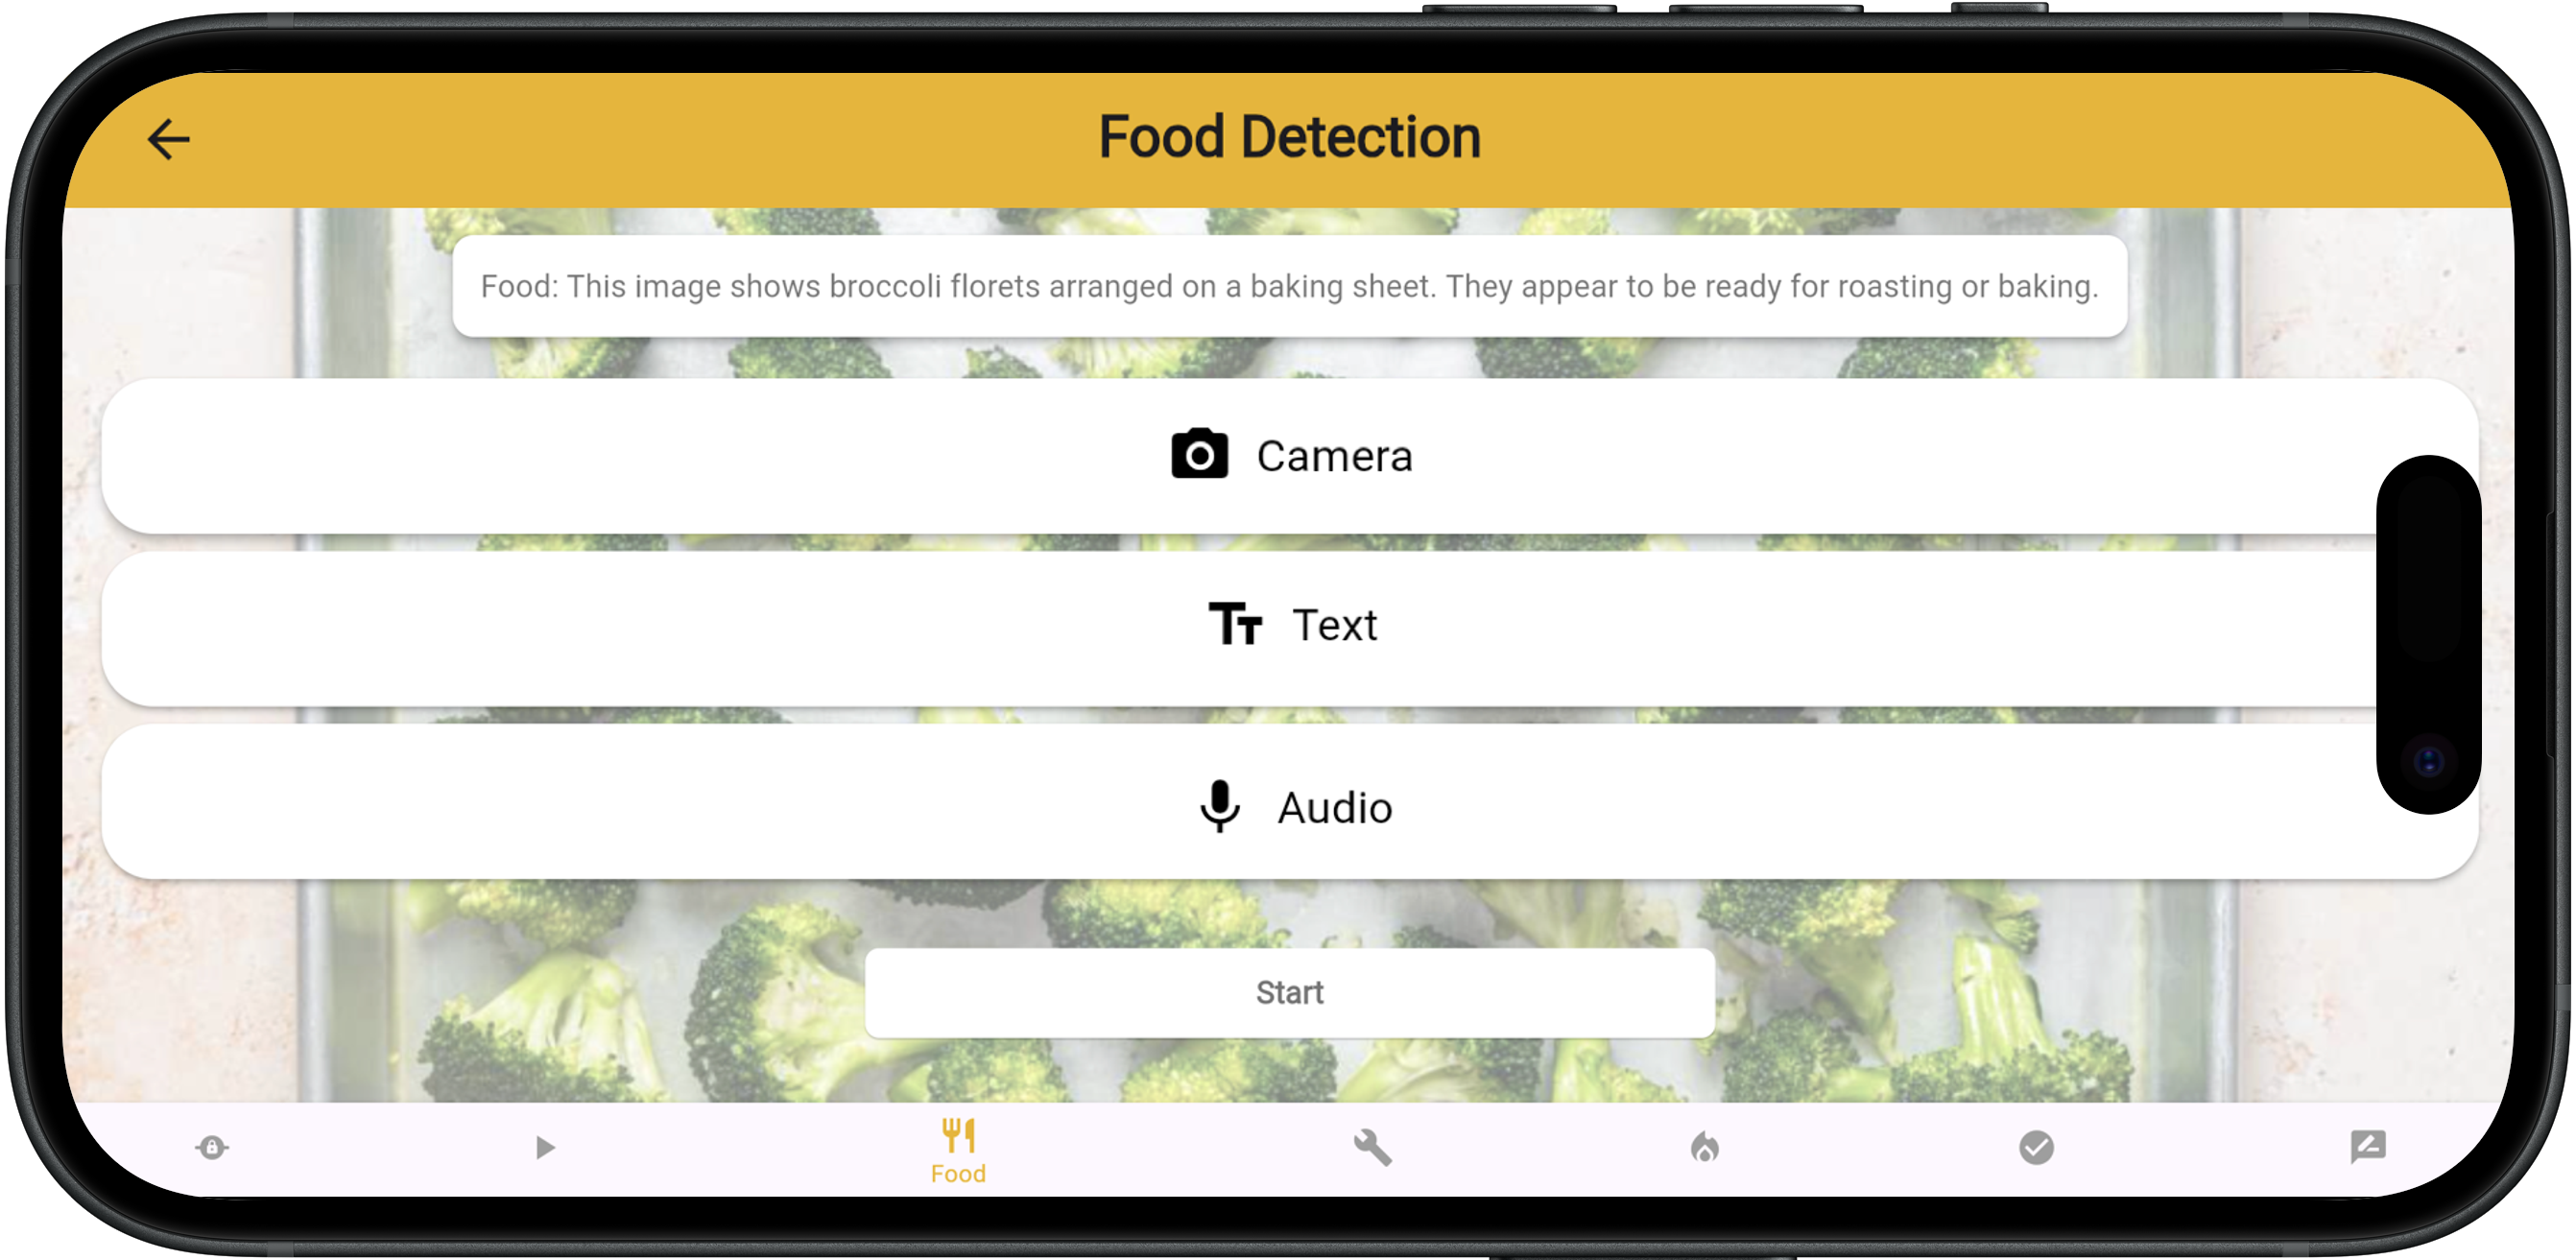 Food Detection
Food: This image shows broccoli florets arranged on a baking sheet. They appear to be ready for roasting or baking.
Camera
Text
Audio
Start
Food